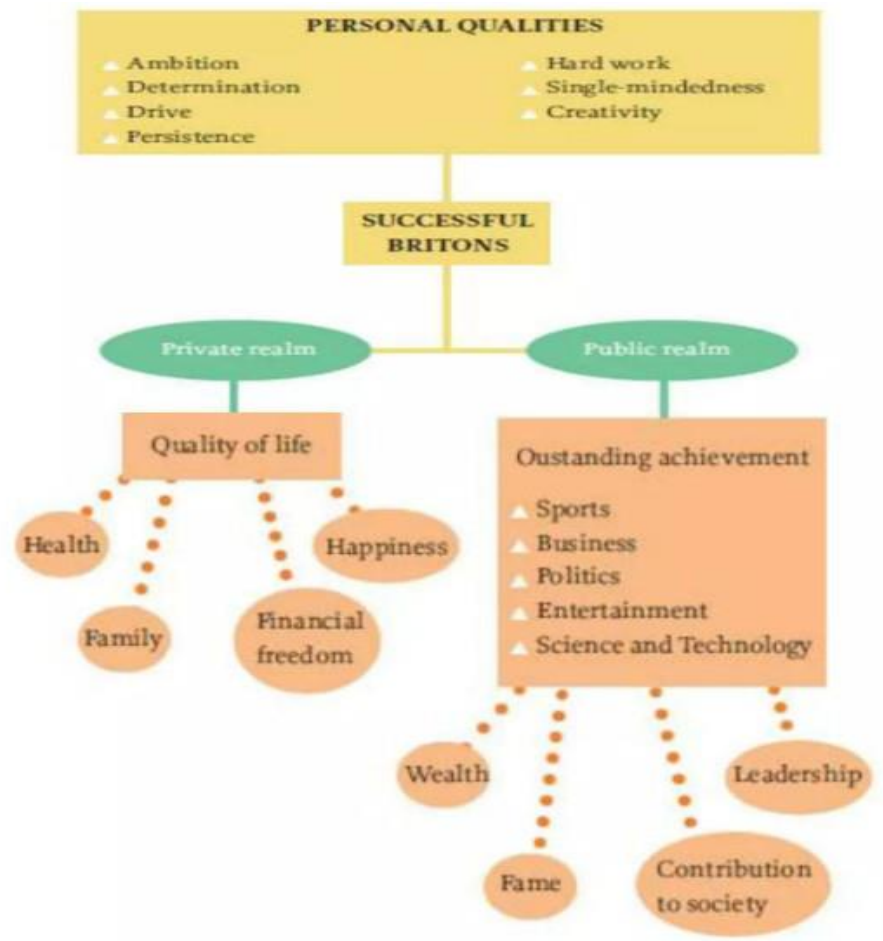 PERSONAL QUALITIES
Ambition
Determination
Drive
Persistence
Hard work
Single-mindedness
Creativity
SUCCESSFUL
BRITONS
Private realm
Public realm
Quality of life
Health
Family
Financial
freedom
Happiness
Oustanding achievement
Sports
Business
Politics
Entertainment
Science and Technology
Wealth
Fame
Contribution
to society
Leadership